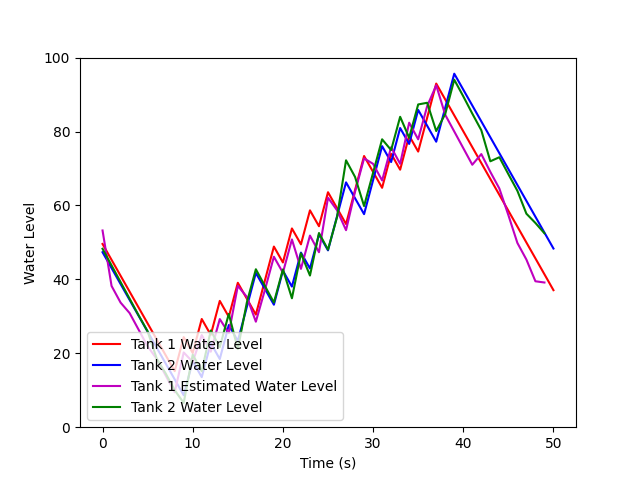 100
80
60
40
20
0
Water Level
Tank 1 Water Level
Tank 2 Water Level
Tank 1 Estimated Water Level
Tank 2 Water Level
0 10 20 30 40 50
Time (s)